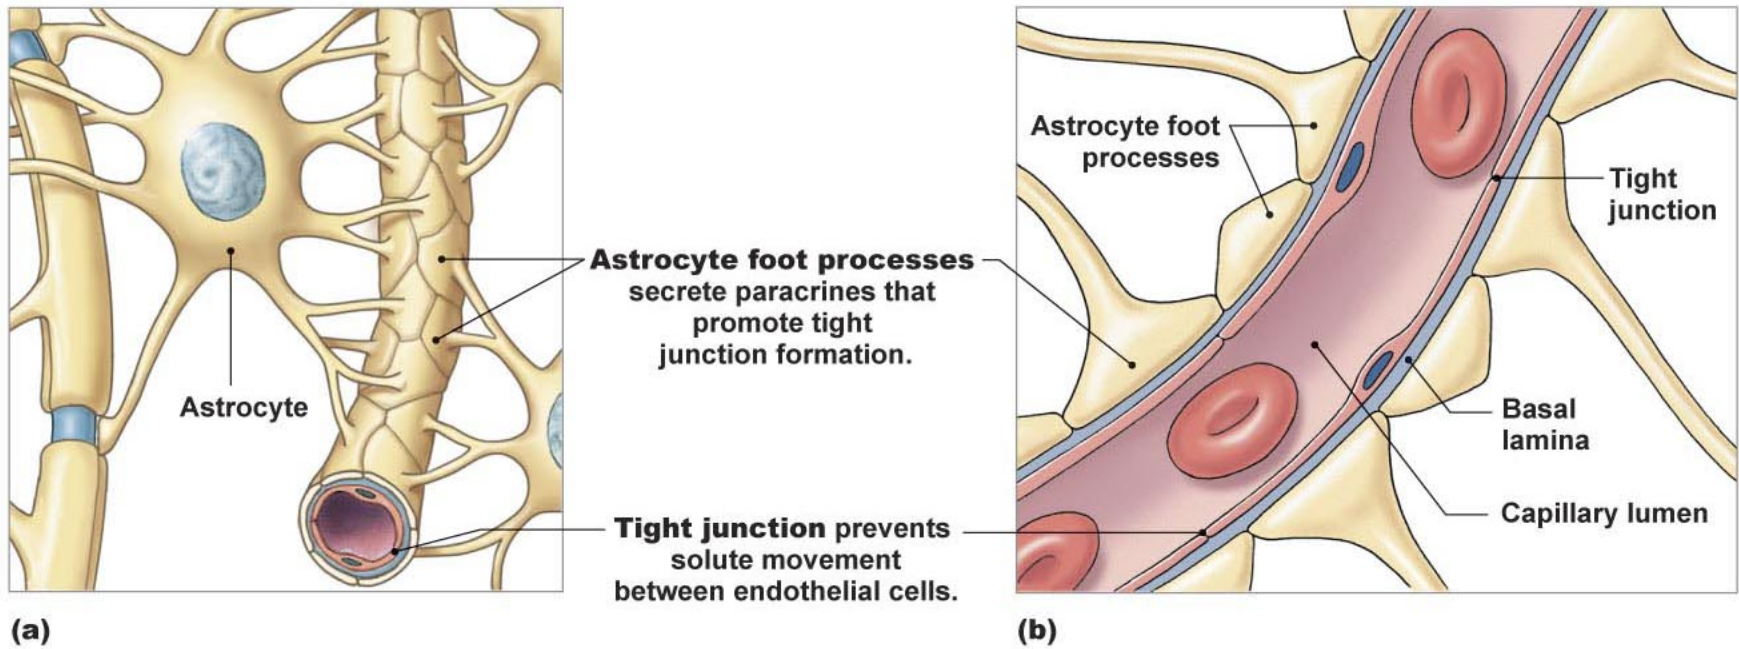 Astrocyte
Astrocyte foot processes
secrete paracrines that
promote tight
junction formation.
Tight junction prevents
solute movement
between endothelial cells.
Astrocyte foot
processes
Tight
junction
Basal
lamina
Capillary lumen
(a)
(b)